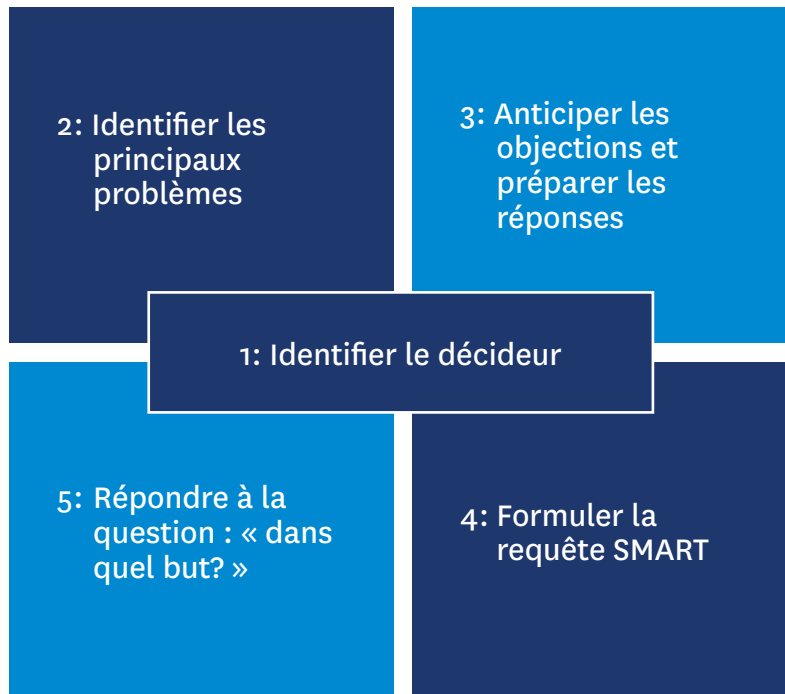 2: Identifier les
principaux
problèmes
3: Anticiper les
objections et
préparer les
réponses
1: Identifier le décideur
5: Répondre à la
question : « dans
quel but? »
4: Formuler la
requête SMART